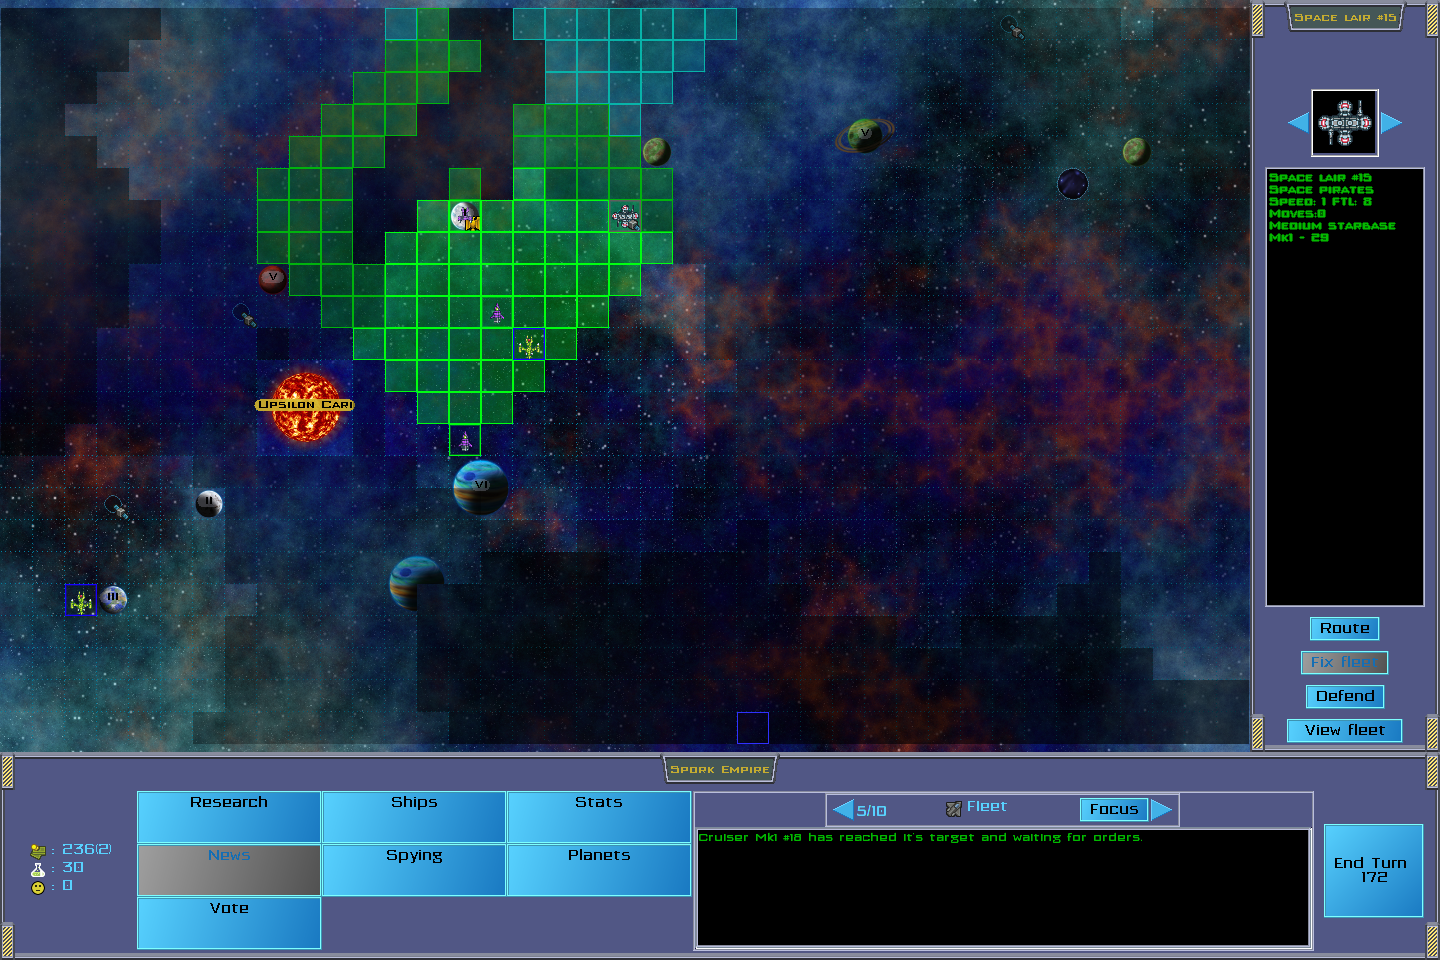 Space lair #15
V
V
I
V
Space lair #15
Space pirates
Speed: 1 FTL: 8
Moves:0
Medium starbase
Mk1 - 29
Upsilon Cari
VI
II
III
Route
Fix fleet
Defend
View fleet
Spork Empire
Research
Ships
Stats
5/10
Fleet
Focus
Cruiser Mk1 #18 has reached it's target and waiting for orders.
: 236(2)
: 30
: 0
News
Spying
Planets
Vote
End Turn
172